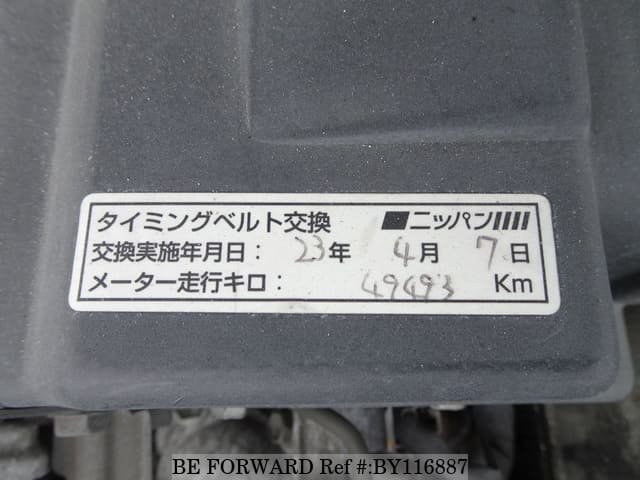 タイミングベルト交換 ニッパン
交換実施年月日： 23年 4月 7日
メーター走行キロ： 49493 Km
BE FORWARD Ref #:BY116887